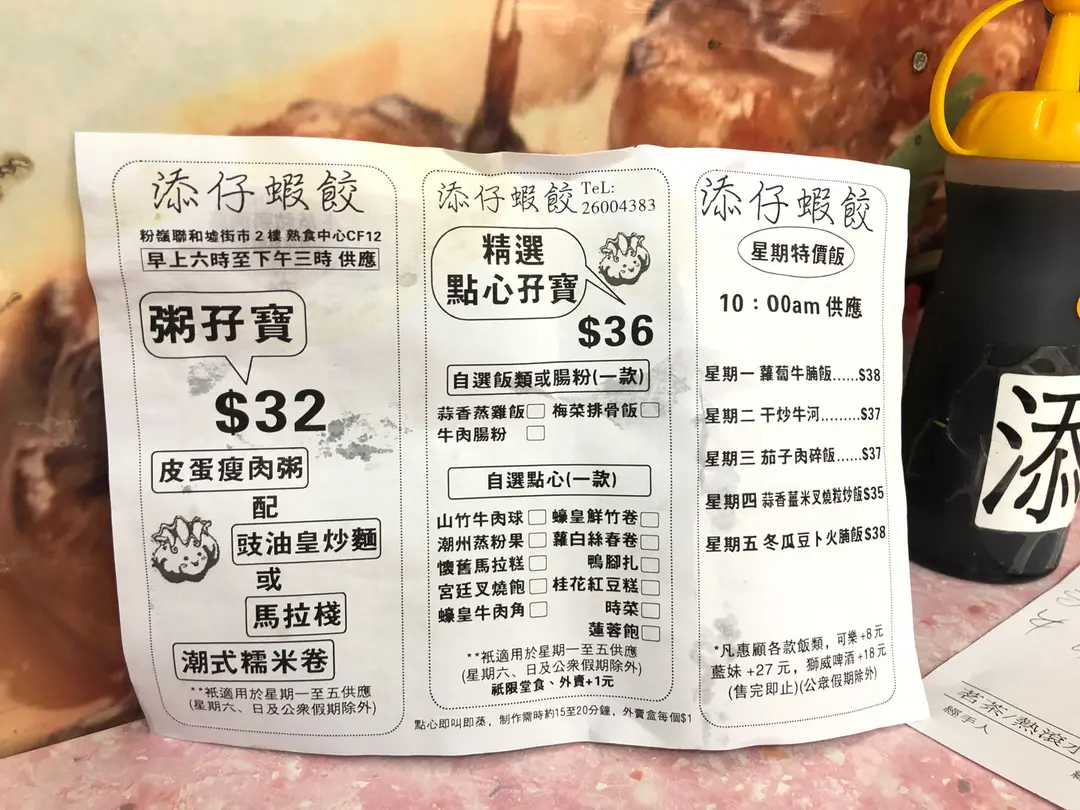 添仔蝦餃
粉嶺聯和墟街市2樓 熟食中心CF12
早上六時至下午三時 供應
粥孖寶
$32
皮蛋瘦肉粥
配
豉油皇炒麵
或
馬拉棧
潮式糯米卷
**祇適用於星期一至五供應
(星期六、日及公衆假期除外)
添仔蝦餃 TeL:
26004383
精選
點心孖寶
$36
自選飯類或腸粉(一款)
蒜香蒸雞飯 梅菜排骨飯
牛肉腸粉
自選點心(一款)
山竹牛肉球 蠔皇鮮竹卷
潮州蒸粉果 蘿白絲春卷
懷舊馬拉糕 鴨腳扎
宮廷叉燒飽 桂花紅豆糕
蠔皇牛肉角 時菜
蓮蓉飽
**衹適用於星期一至五供應
(星期六、日及公衆假期除外)
祇限堂食、外賣+1元
點心即叫即蒸，制作需時約15至20分鐘，外賣盒每個$1
添仔蝦餃
星期特價飯
10：00am 供應
星期一 蘿蔔牛腩飯......$38
星期二 干炒牛河.........$37
星期三 茄子肉碎飯......$37
星期四 蒜香薑米叉燒粒炒飯$35
星期五 冬瓜豆卜火腩飯$38
*凡惠顧各款飯類，可樂+8元
藍妹+27元，獅威啤酒+18元
(售完即止)(公眾假期除外)
添
茗茶/熱滾水
經手人